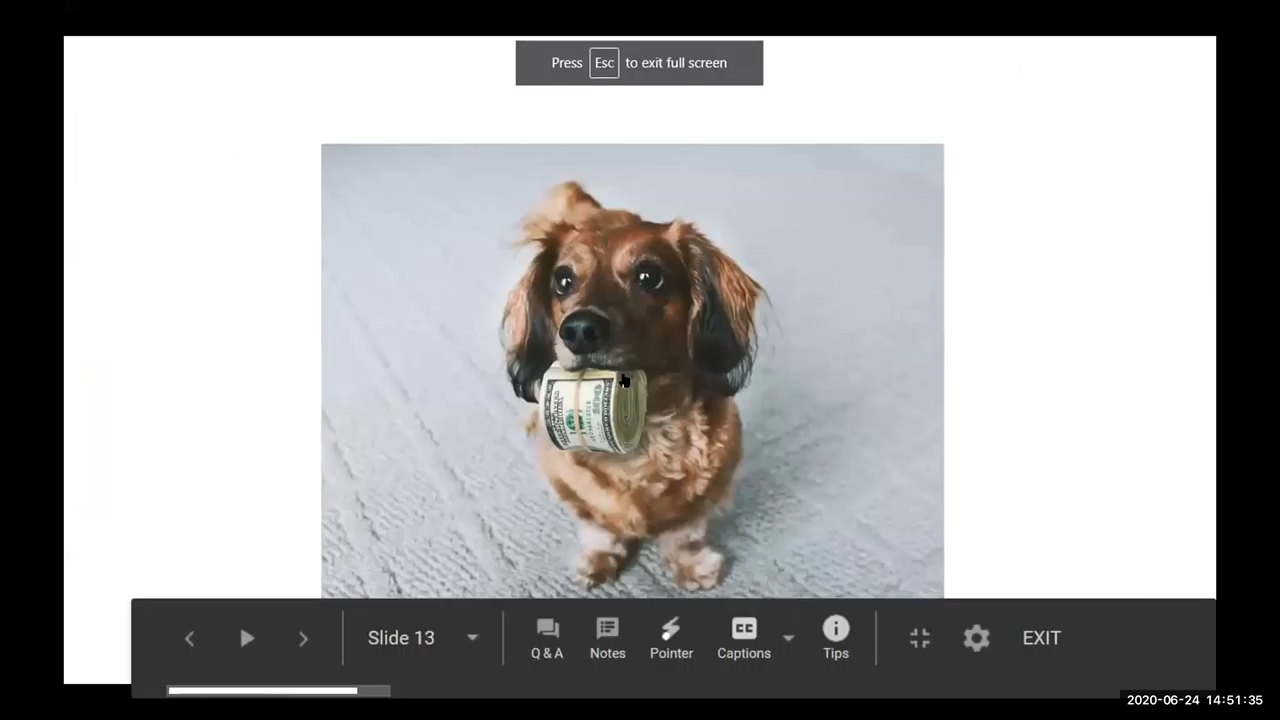 Press Esc to exit full screen
Slide 13
Q & A
Notes
Pointer
CC
Captions
Tips
EXIT
2020-06-24 14:51:35